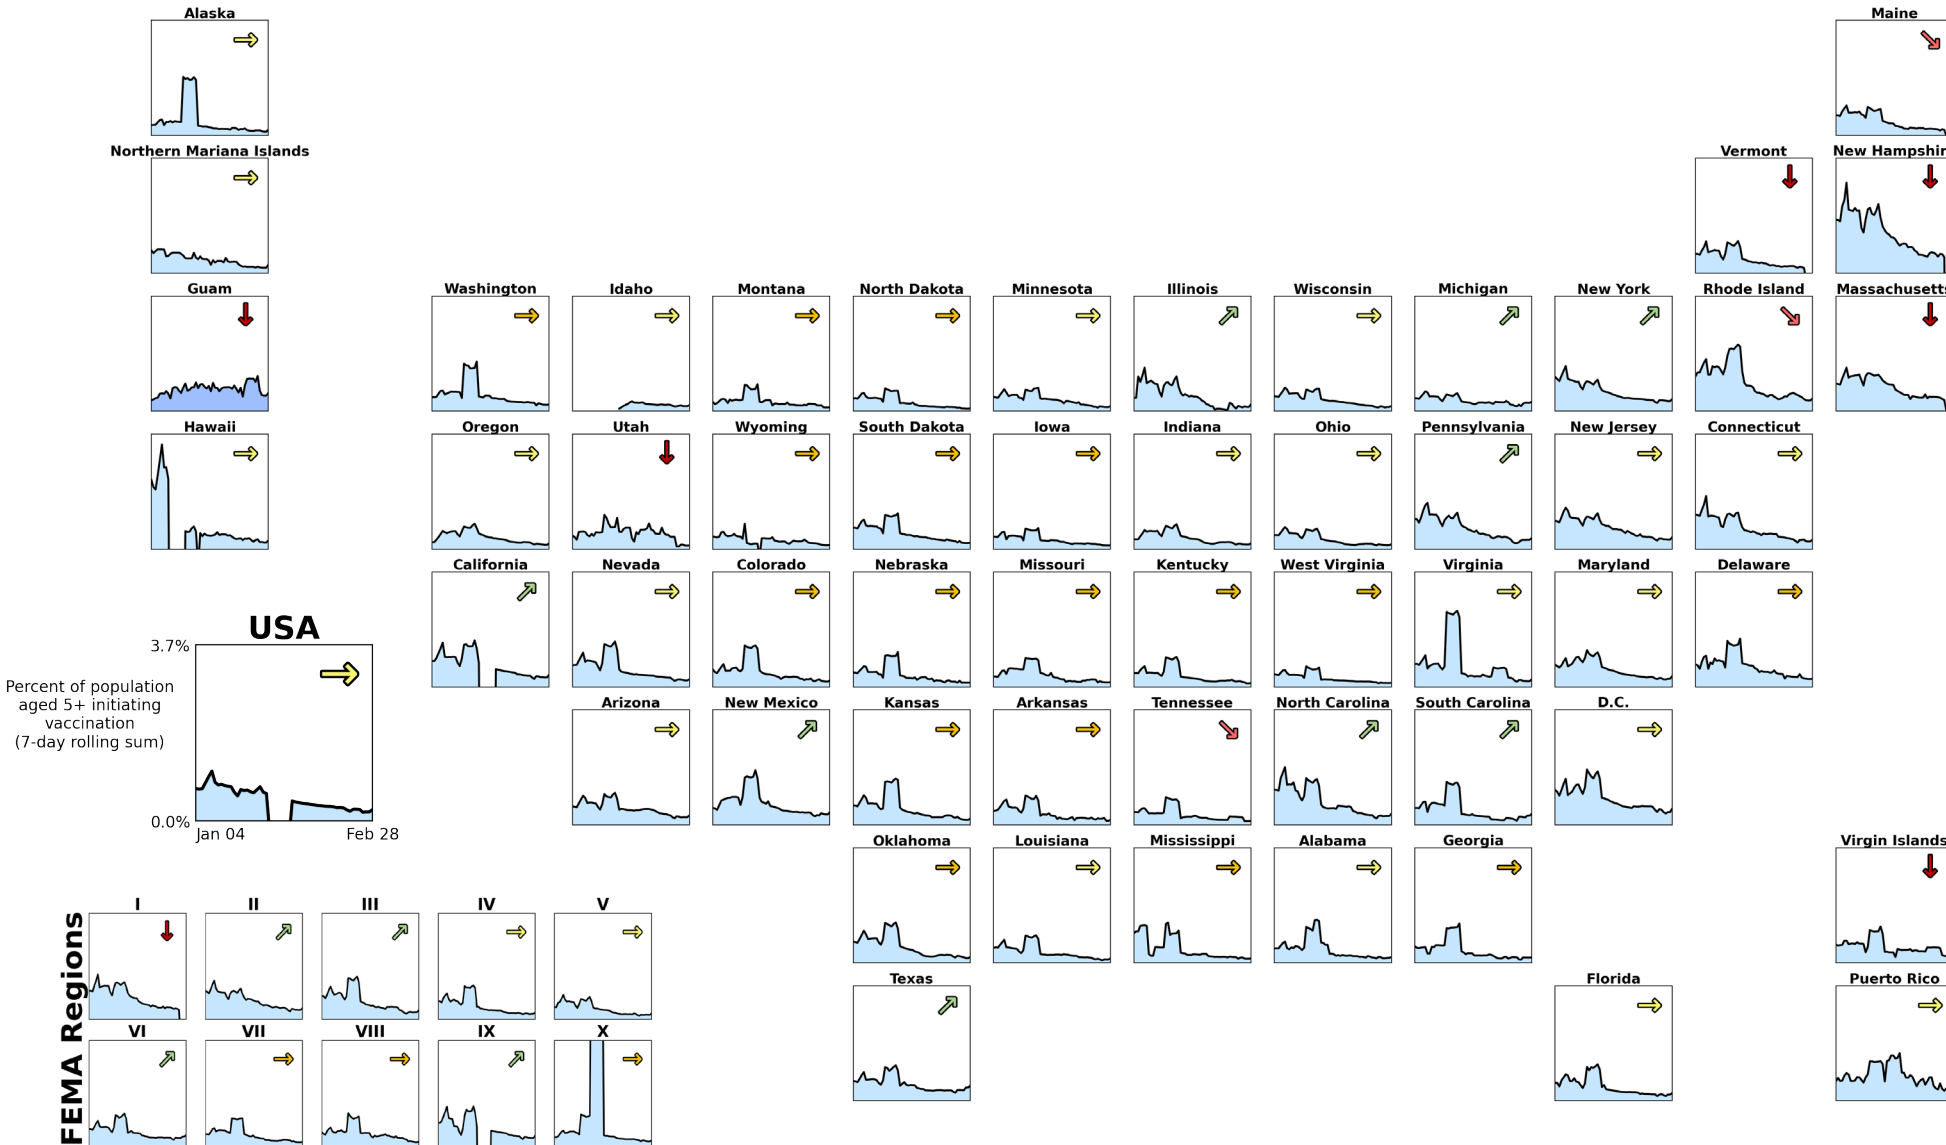 Alaska
Maine
Northern Mariana Islands
Vermont
New Hampshir
Guam
Washington
Idaho
Montana
North Dakota
Minnesota
Illinois
Wisconsin
Michigan
New York
Rhode Island
Massachusetts
Hawaii
Oregon
Utah
Wyoming
South Dakota
Iowa
Indiana
Ohio
Pennsylvania
New Jersey
Connecticut
California
Nevada
Colorado
Nebraska
Missouri
Kentucky
West Virginia
Virginia
Maryland
Delaware
USA
3.7%
Percent of population
aged 5+ initiating
vaccination
(7-day rolling sum)
0.0%
Jan 04
Feb 28
Arizona
New Mexico
Kansas
Arkansas
Tennessee
North Carolina
South Carolina
D.C.
Oklahoma
Louisiana
Mississippi
Alabama
Georgia
Virgin Islands
Texas
Florida
Puerto Rico
FEMA Regions
I
II
III
IV
V
VI
VII
VIII
IX
X